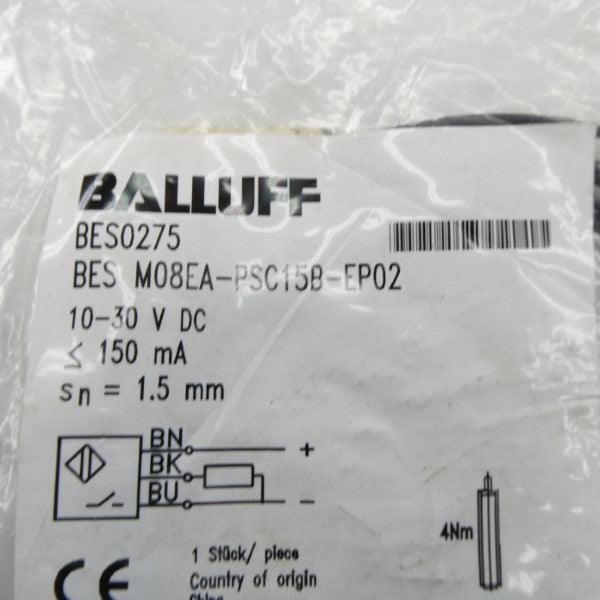 BALLUFF
BES0275
BES M08EA-PSC15B-EP02
10-30 V DC
≤ 150 mA
sn = 1.5 mm
BN +
BK
BU -
4Nm
1 Stück/ piece
CE
Country of origin
China